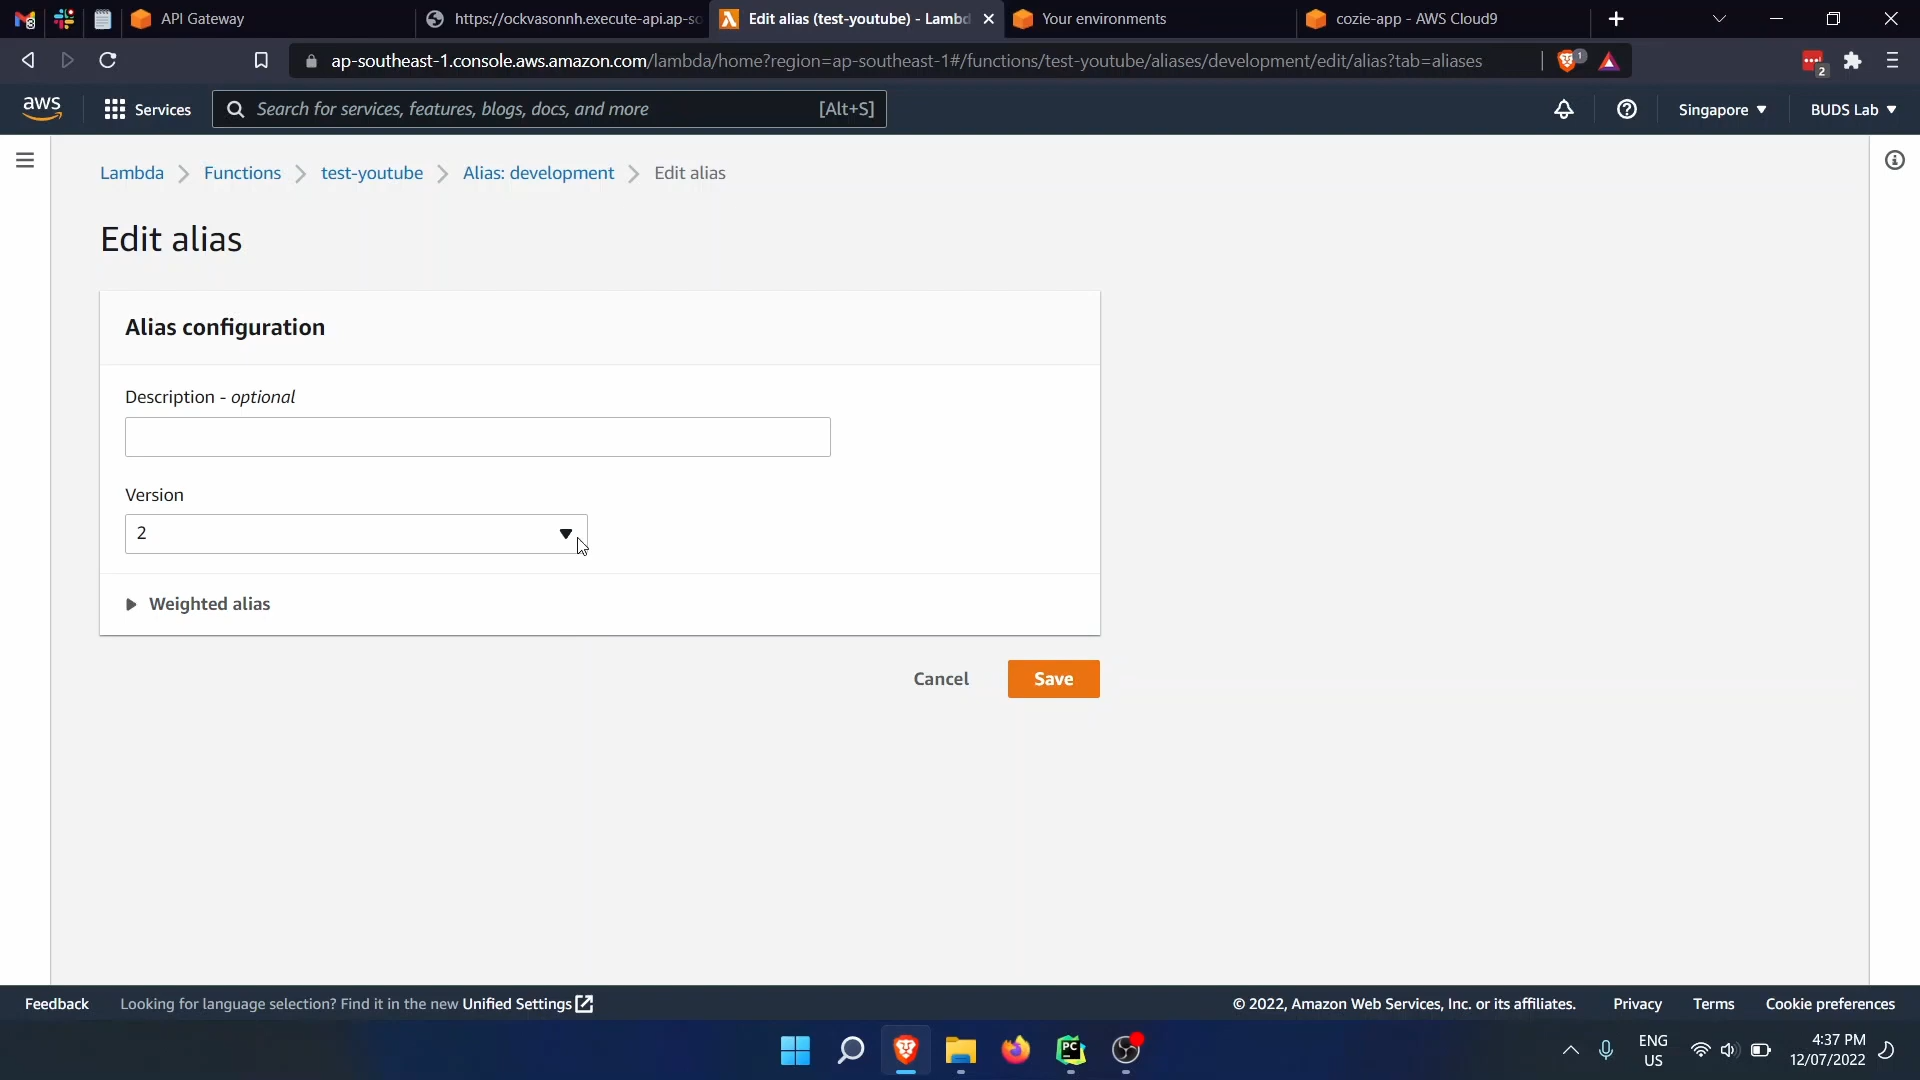 3
API Gateway
https://ockvasonnh.execute-api.ap-so
Edit alias (test-youtube) - Lambd
Your environments
cozie-app - AWS Cloud9
ap-southeast-1.console.aws.amazon.com/lambda/home?region=ap-southeast-1#/functions/test-youtube/aliases/development/edit/alias?tab=aliases
1
2
aws
Services
Search for services, features, blogs, docs, and more
[Alt+S]
Singapore
BUDS Lab
Lambda
Functions
test-youtube
Alias: development
Edit alias
Edit alias
Alias configuration
Description - optional
Version
2
Weighted alias
Cancel
Save
Feedback
Looking for language selection? Find it in the new Unified Settings
© 2022, Amazon Web Services, Inc. or its affiliates.
Privacy
Terms
Cookie preferences
PC
ENG
US
4:37 PM
12/07/2022